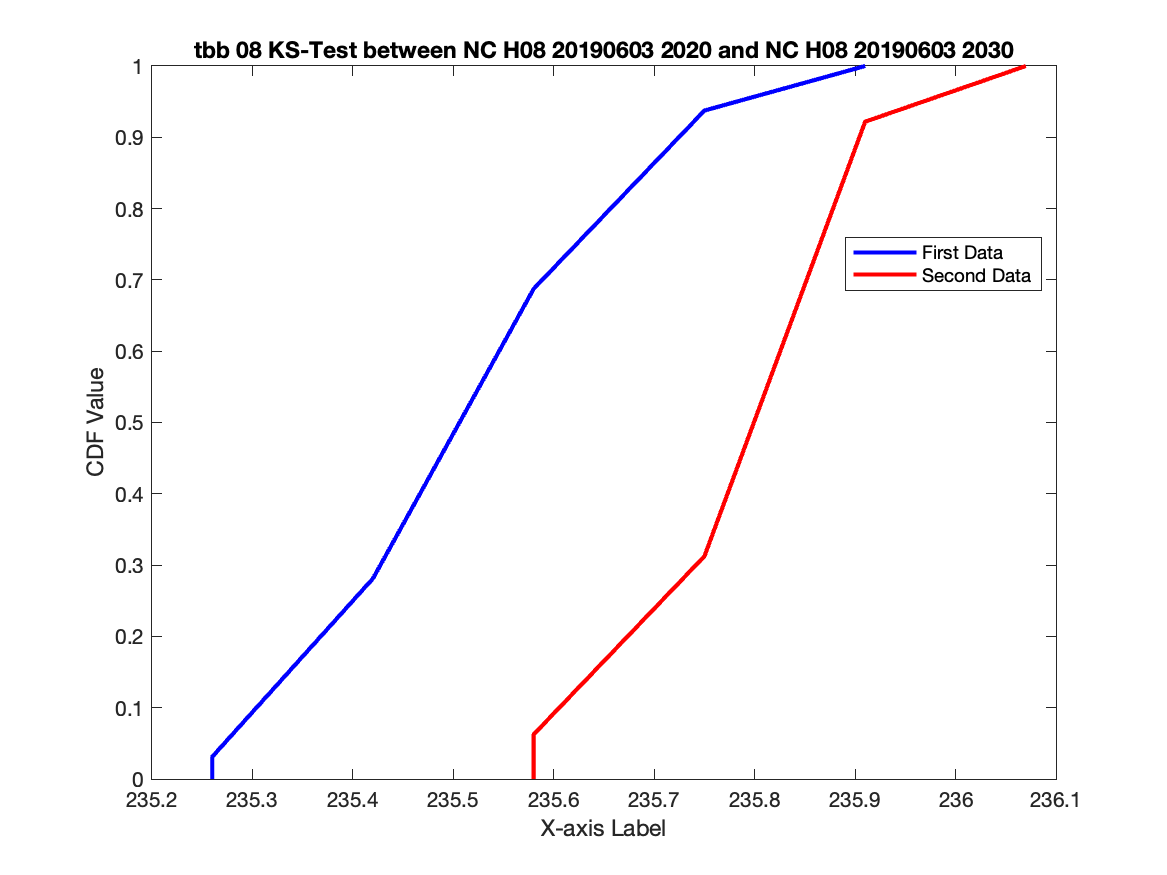 tbb 08 KS-Test between NC H08 20190603 2020 and NC H08 20190603 2030
1
0.9
0.8
0.7
0.6
0.5
0.4
0.3
0.2
0.1
0
CDF Value
First Data
Second Data
235.2 235.3 235.4 235.5 235.6 235.7 235.8 235.9 236 236.1
X-axis Label